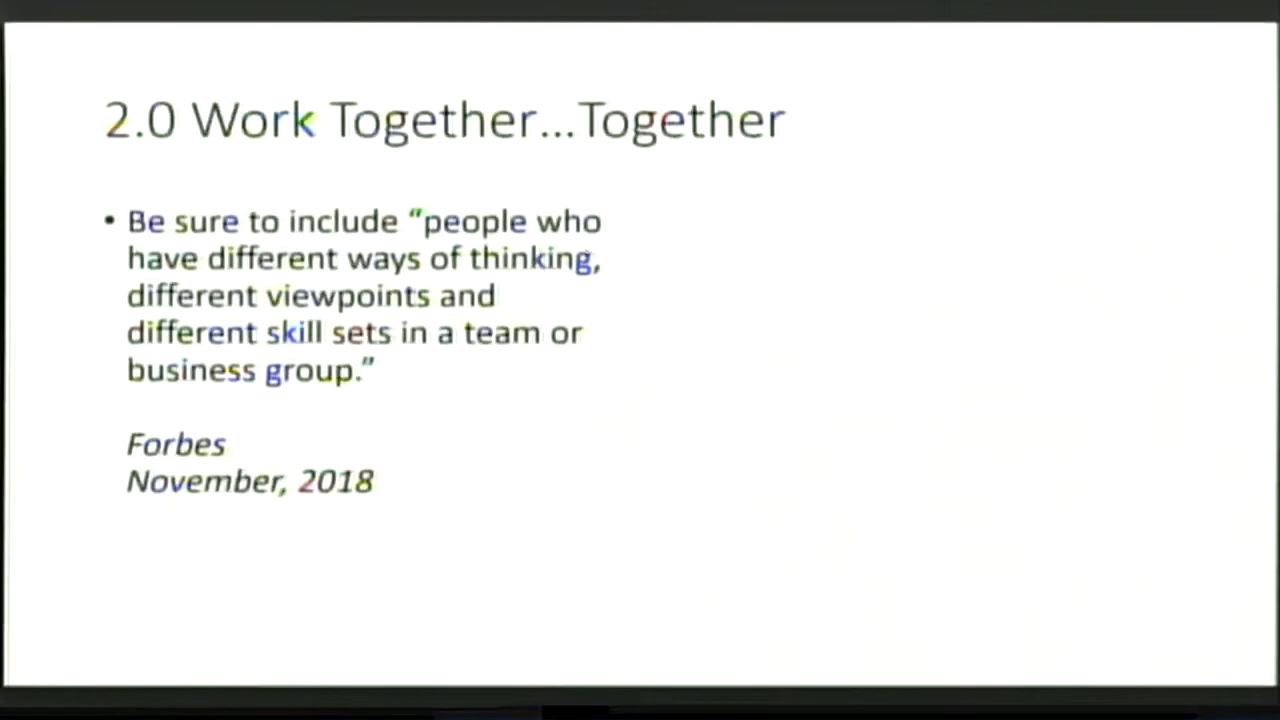 2.0 Work Together...Together
• Be sure to include “people who
have different ways of thinking,
different viewpoints and
different skill sets in a team or
business group.”
Forbes
November, 2018